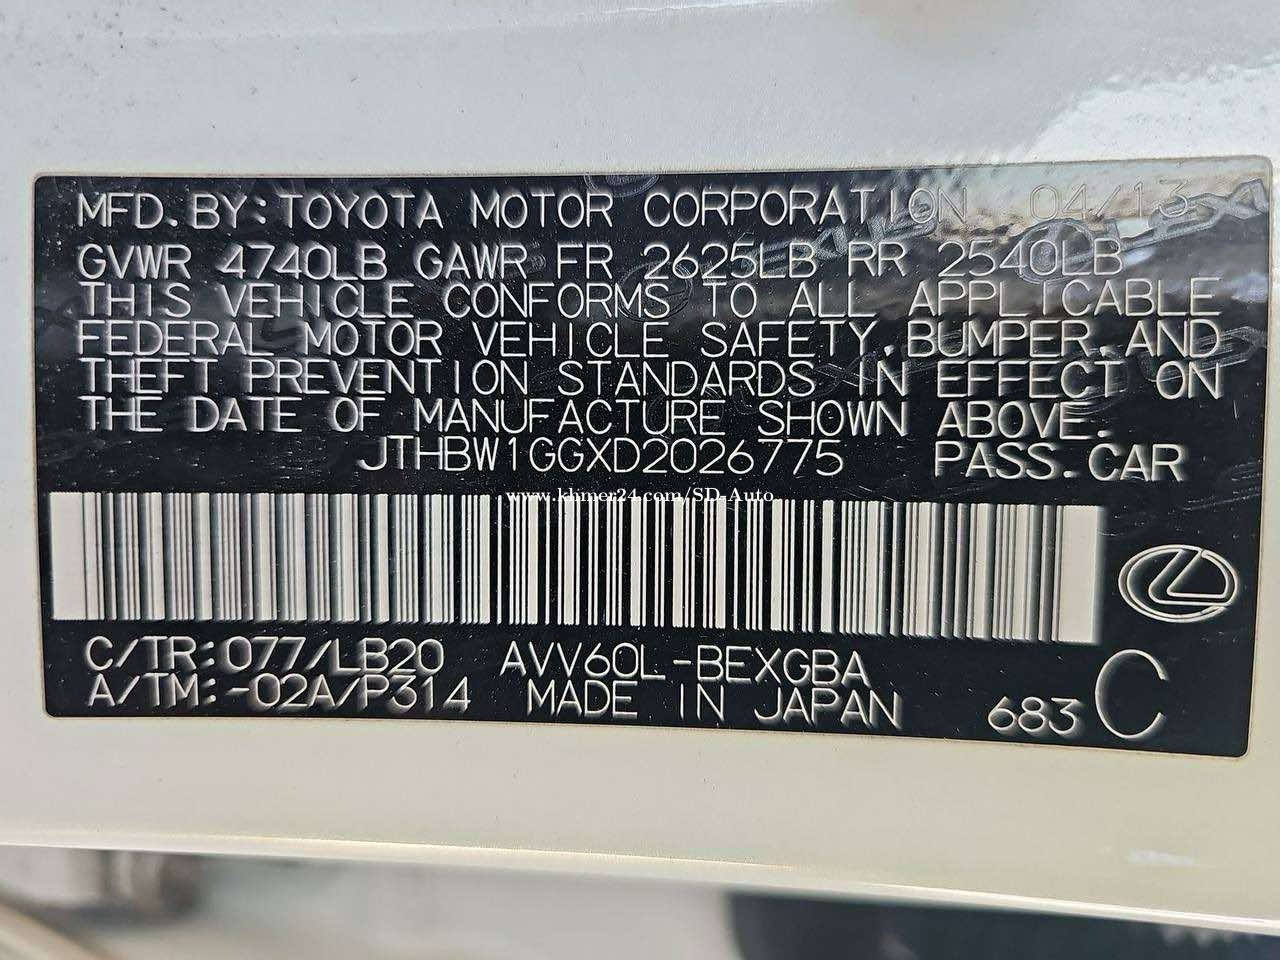 MFD. BY: TOYOTA MOTOR CORPORATION 04/13
GVWR 4740LB GAWR FR 2625LB RR 2540LB
THIS VEHICLE CONFORMS TO ALL APPLICABLE
FEDERAL MOTOR VEHICLE SAFETY, BUMPER, AND
THEFT PREVENTION STANDARDS IN EFFECT ON
THE DATE OF MANUFACTURE SHOWN ABOVE.
JTHBW1GGXD2026775 PASS. CAR
www.khmer24.com/SD-Auto
C/TR: 077/LB20 AVV60L-BEXGBA
A/TM: -02A/P314 MADE IN JAPAN 683 C